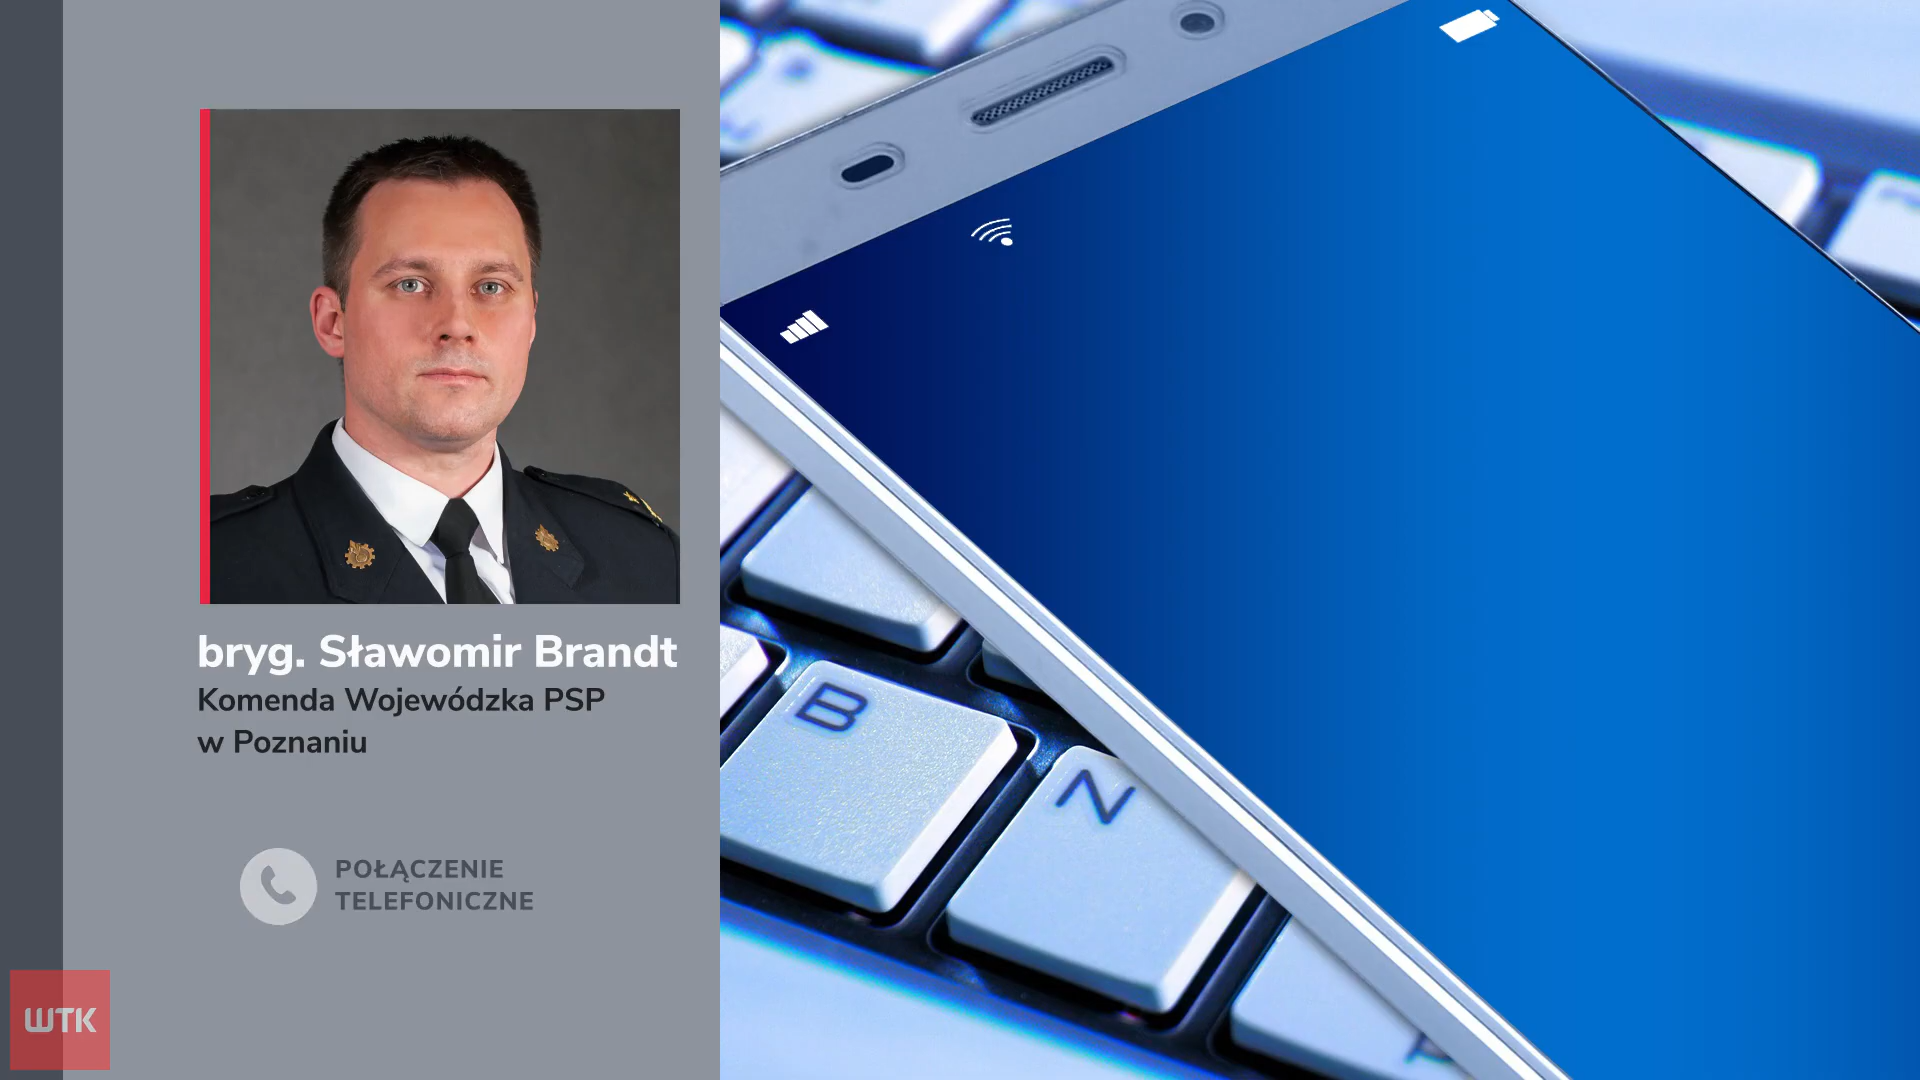 bryg. Sławomir Brandt
Komenda Wojewódzka PSP
w Poznaniu
POŁĄCZENIE
TELEFONICZNE
WTK
B
N